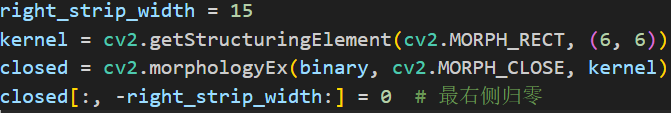 right_strip_width = 15
kernel = cv2.getStructuringElement(cv2.MORPH_RECT, (6, 6))
closed = cv2.morphologyEx(binary, cv2.MORPH_CLOSE, kernel)
closed[:, -right_strip_width:] = 0  # 最右侧归零